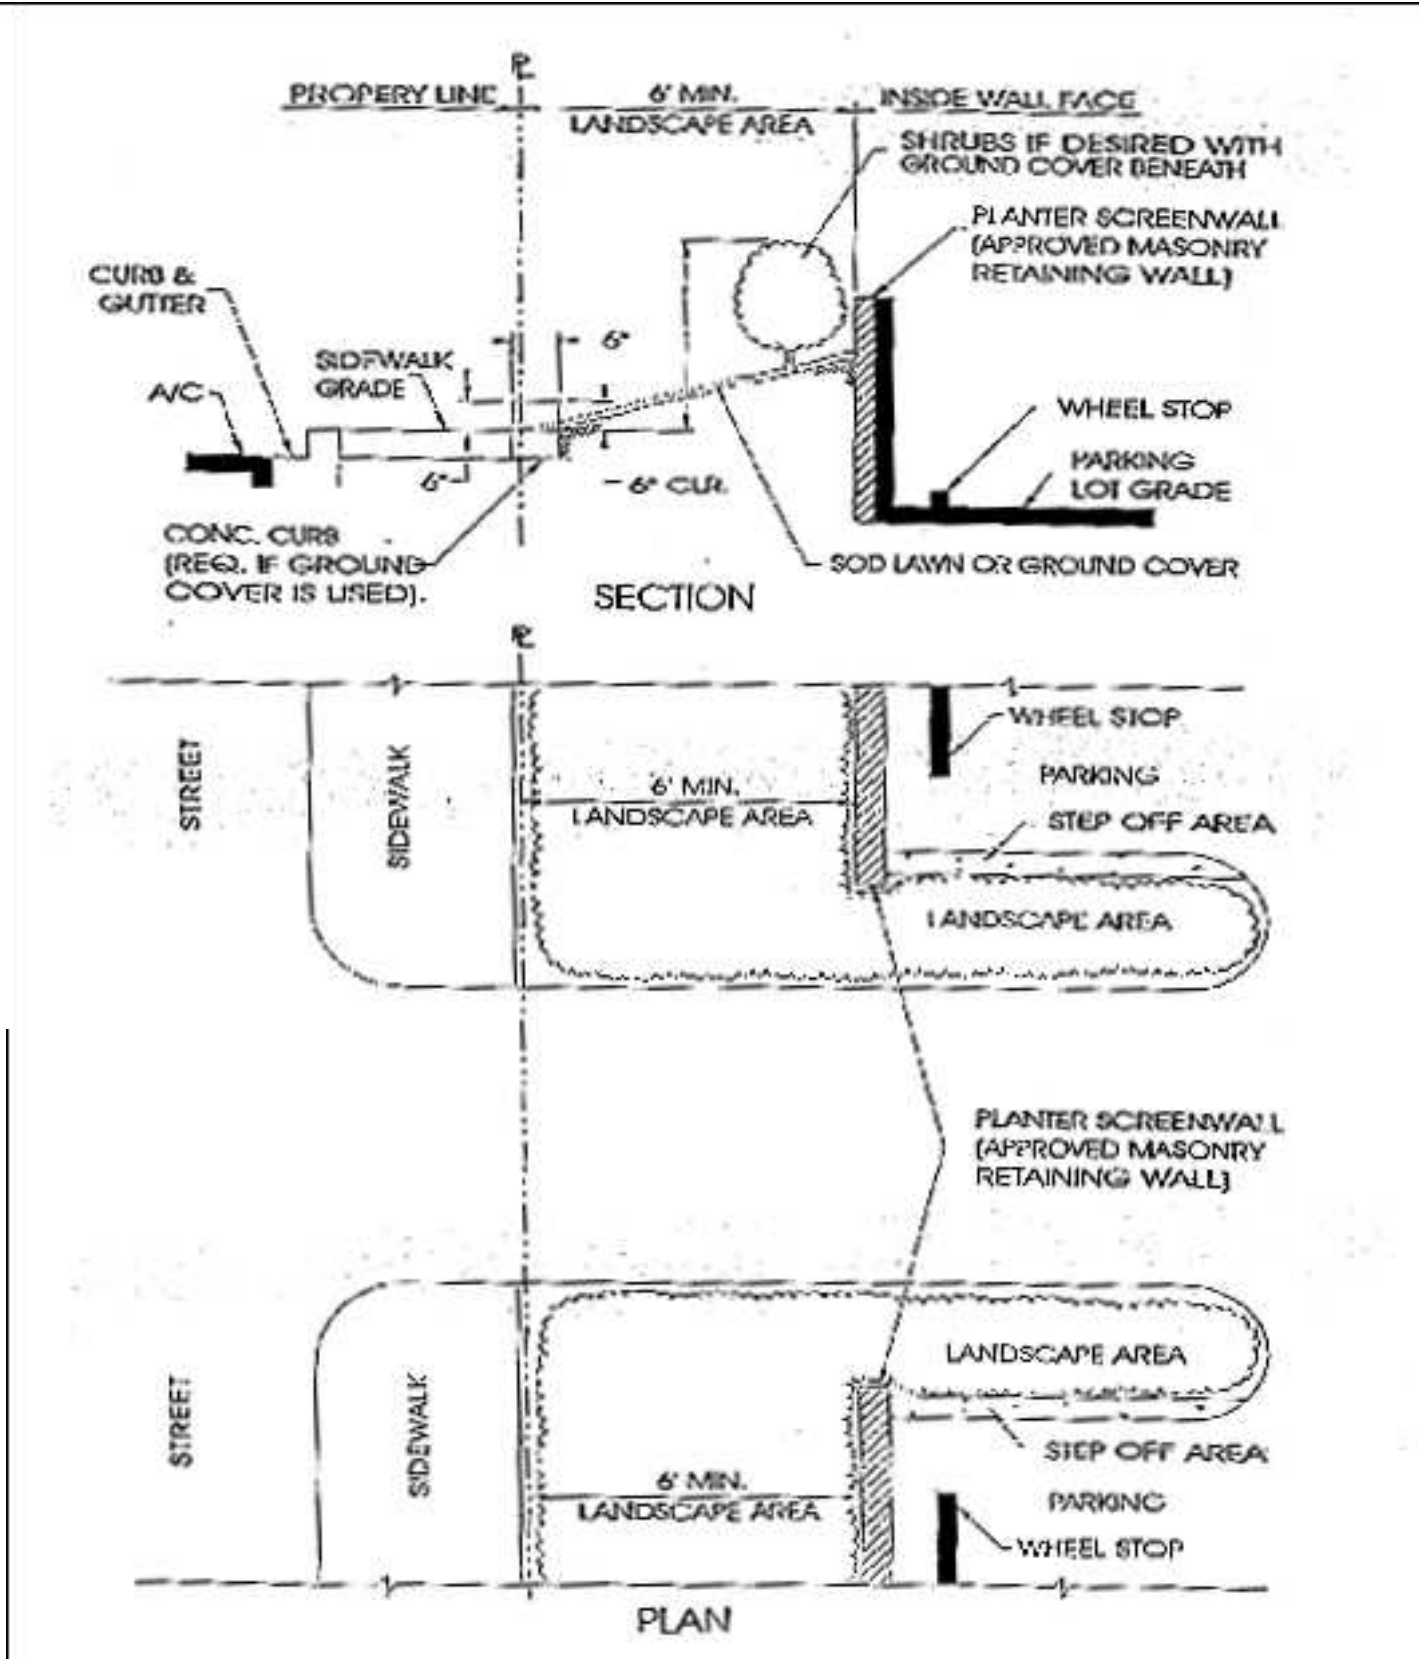 PL
PROPERY LINE
6' MIN.
LANDSCAPE AREA
INSIDE WALL FACE
SHRUBS IF DESIRED WITH
GROUND COVER BENEATH
PLANTER SCREENWALL
(APPROVED MASONRY
RETAINING WALL)
CURB &
GUTTER
SIDEWALK
GRADE
A/C
6"
6"
6" CLR.
WHEEL STOP
PARKING
LOT GRADE
CONC. CURB
(REQ. IF GROUND
COVER IS USED).
SOD LAWN OR GROUND COVER
SECTION
PL
STREET
SIDEWALK
6' MIN.
LANDSCAPE AREA
WHEEL STOP
PARKING
STEP OFF AREA
LANDSCAPE AREA
PLANTER SCREENWALL
(APPROVED MASONRY
RETAINING WALL)
STREET
SIDEWALK
LANDSCAPE AREA
STEP OFF AREA
6' MIN.
LANDSCAPE AREA
PARKING
WHEEL STOP
PLAN